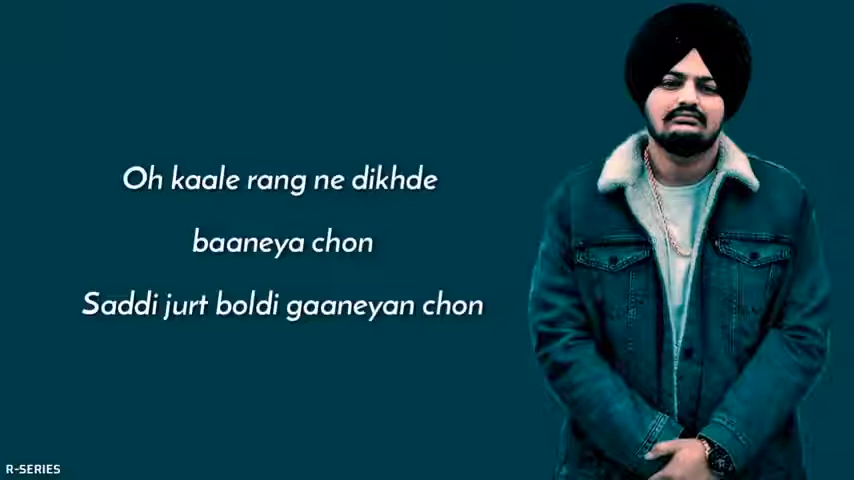 Oh kaale rang ne dikhde
baaneya chon
Saddi jurt boldi gaaneyan chon
R-SERIES